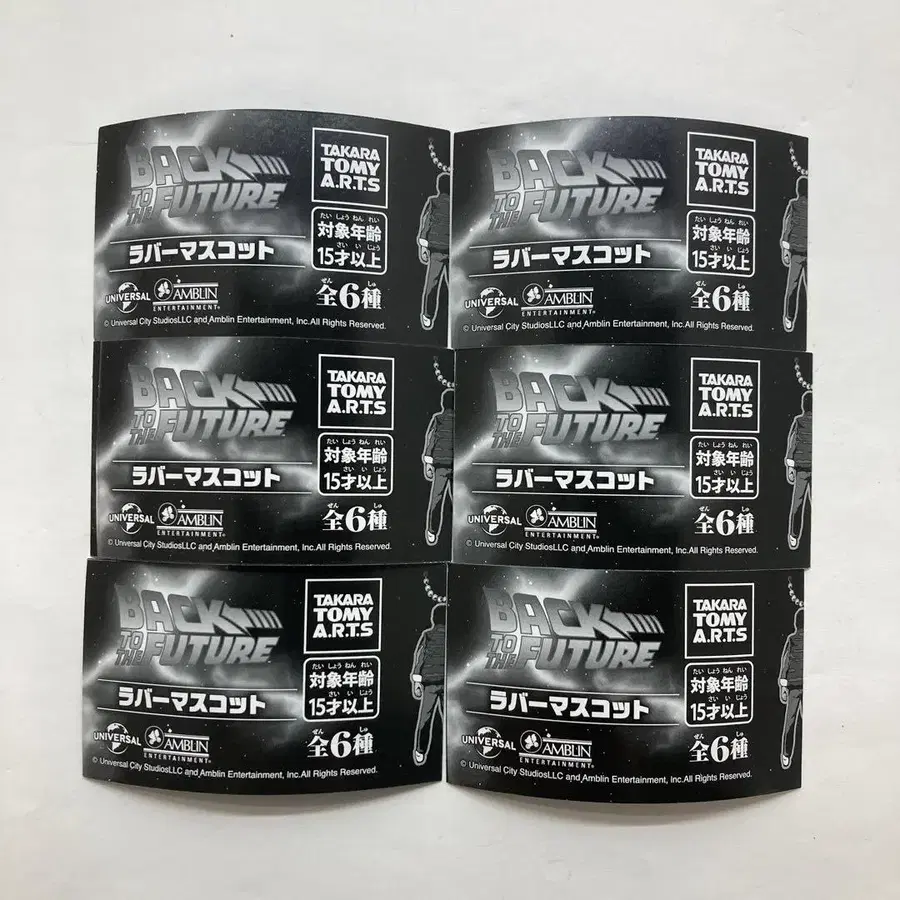 BACK
TO THE FUTURE
ラバーマスコット
UNIVERSAL
AMBLIN
ENTERTAINMENT
TAKARA
TOMY
A.R.T.S
たい しょう ねん れい
対象年齢
さい い じょう
15才以上
ぜん しゅ
全6種
© Universal City StudiosLLC and Amblin Entertainment, Inc.All Rights Reserved.
BACK
TO THE FUTURE
ラバーマスコット
UNIVERSAL
AMBLIN
ENTERTAINMENT
TAKARA
TOMY
A.R.T.S
たい しょう ねん れい
対象年齢
さい い じょう
15才以上
ぜん しゅ
全6種
© Universal City StudiosLLC and Amblin Entertainment, Inc.All Rights Reserved.
BACK
TO THE FUTURE
ラバーマスコット
UNIVERSAL
AMBLIN
ENTERTAINMENT
TAKARA
TOMY
A.R.T.S
たい しょう ねん れい
対象年齢
さい い じょう
15才以上
ぜん しゅ
全6種
© Universal City StudiosLLC and Amblin Entertainment, Inc.All Rights Reserved.
BACK
TO THE FUTURE
ラバーマスコット
UNIVERSAL
AMBLIN
ENTERTAINMENT
TAKARA
TOMY
A.R.T.S
たい しょう ねん れい
対象年齢
さい い じょう
15才以上
ぜん しゅ
全6種
© Universal City StudiosLLC and Amblin Entertainment, Inc.All Rights Reserved.
BACK
TO THE FUTURE
ラバーマスコット
UNIVERSAL
AMBLIN
ENTERTAINMENT
TAKARA
TOMY
A.R.T.S
たい しょう ねん れい
対象年齢
さい い じょう
15才以上
ぜん しゅ
全6種
© Universal City StudiosLLC and Amblin Entertainment, Inc.All Rights Reserved.
BACK
TO THE FUTURE
ラバーマスコット
UNIVERSAL
AMBLIN
ENTERTAINMENT
TAKARA
TOMY
A.R.T.S
たい しょう ねん れい
対象年齢
さい い じょう
15才以上
ぜん しゅ
全6種
© Universal City StudiosLLC and Amblin Entertainment, Inc.All Rights Reserved.